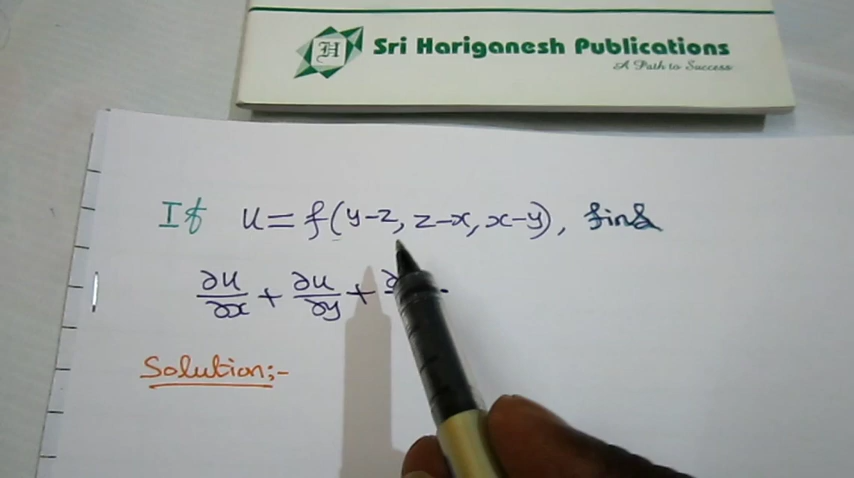 H Sri Hariganesh Publications
A Path to Success
If u = f(y-z, z-x, x-y), find
∂u/∂x + ∂u/∂y +
Solution:-